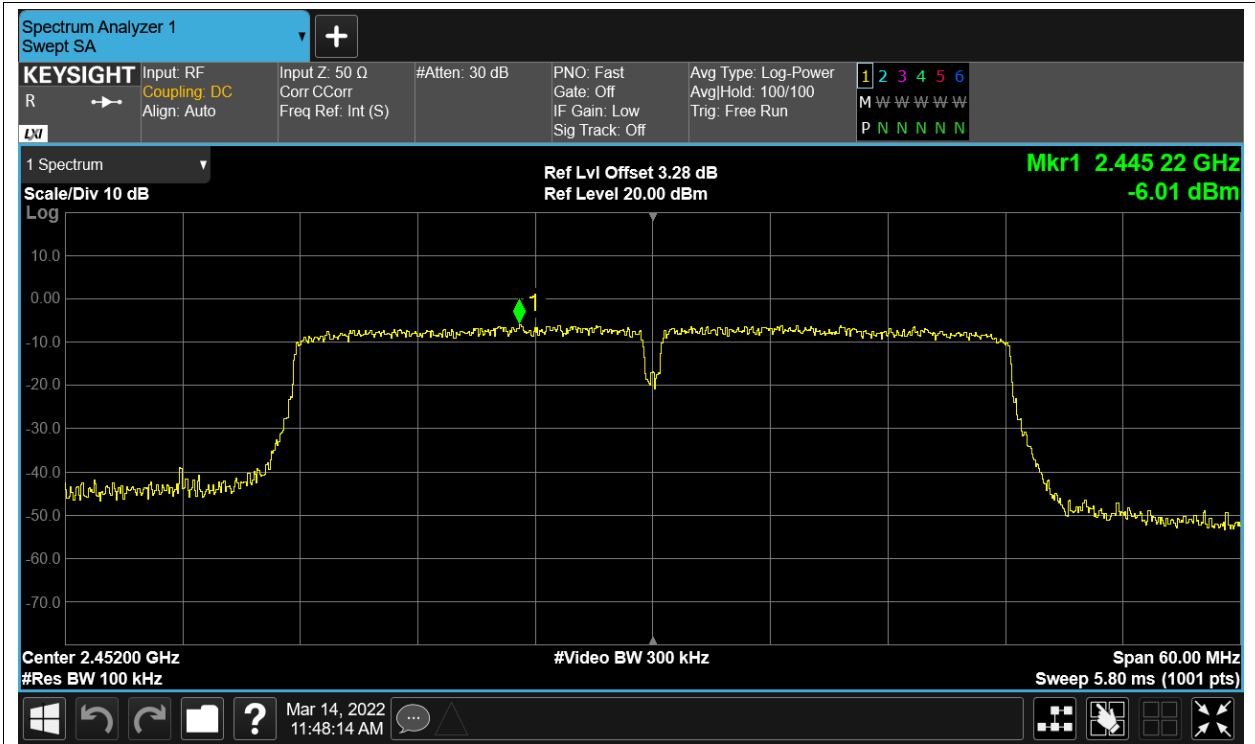 Spectrum Analyzer 1
Swept SA
+
KEYSIGHT
R
LXI
Input: RF
Coupling: DC
Align: Auto
Input Z: 50 Ω
Corr CCorr
Freq Ref: Int (S)
#Atten: 30 dB
PNO: Fast
Gate: Off
IF Gain: Low
Sig Track: Off
Avg Type: Log-Power
Avg|Hold: 100/100
Trig: Free Run
1 2 3 4 5 6
M W W W W W
P N N N N N
1 Spectrum
Scale/Div 10 dB
Log
Ref Lvl Offset 3.28 dB
Ref Level 20.00 dBm
Mkr1 2.445 22 GHz
-6.01 dBm
10.0
0.00
1
-10.0
-20.0
-30.0
-40.0
-50.0
-60.0
-70.0
Center 2.45200 GHz
#Video BW 300 kHz
Span 60.00 MHz
#Res BW 100 kHz
Sweep 5.80 ms (1001 pts)
?
Mar 14, 2022
11:48:14 AM